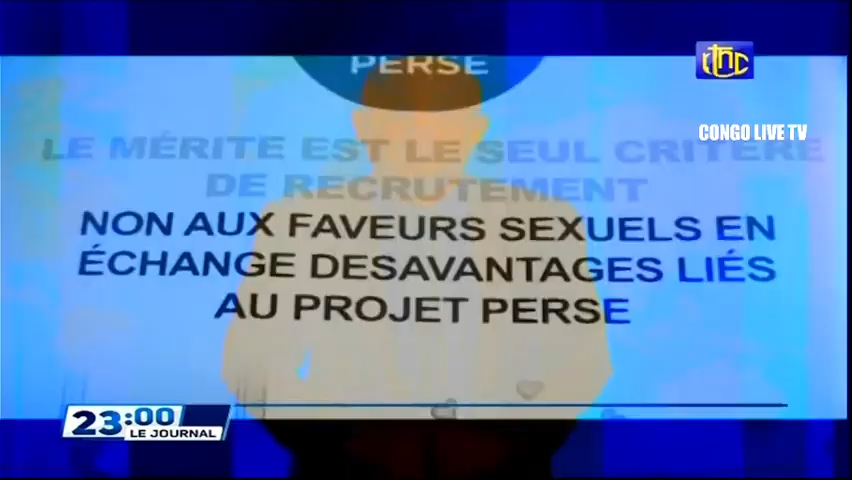 PERSE
rtnc
CONGO LIVE TV
LE MÉRITE EST LE SEUL CRITÈRE
DE RECRUTEMENT
NON AUX FAVEURS SEXUELS EN
ÉCHANGE DESAVANTAGES LIÉS
AU PROJET PERSE
23:00
LE JOURNAL